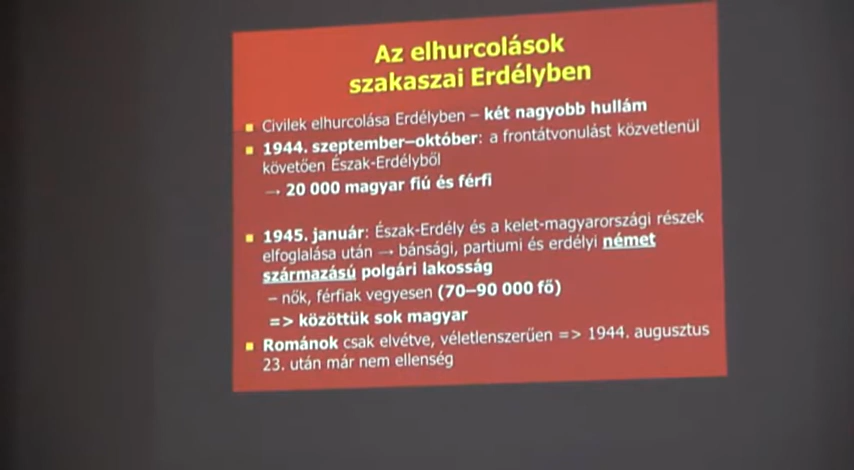 Az elhurcolások
szakaszai Erdélyben
▪ Civilek elhurcolása Erdélyben – két nagyobb hullám
▪ 1944. szeptember–október: a frontátvonulást közvetlenül
követően Észak-Erdélyből
→ 20 000 magyar fiú és férfi
▪ 1945. január: Észak-Erdély és a kelet-magyarországi részek
elfoglalása után → bánsági, partiumi és erdélyi német
származású polgári lakosság
– nők, férfiak vegyesen (70–90 000 fő)
=> közöttük sok magyar
▪ Románok csak elvétve, véletlenszerűen => 1944. augusztus
23. után már nem ellenség